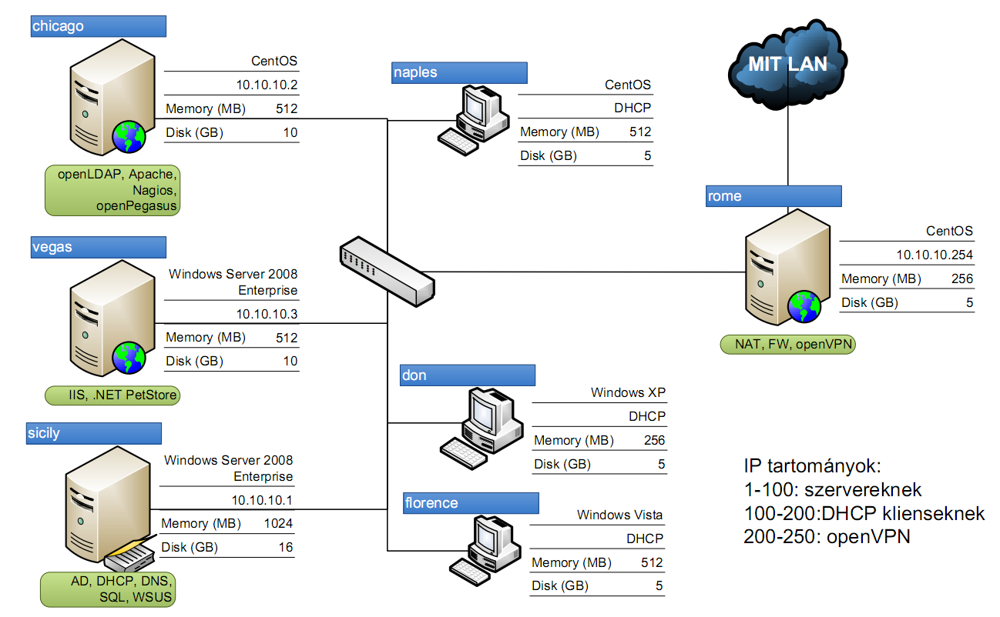 chicago
CentOS
10.10.10.2
Memory (MB) 512
Disk (GB) 10
openLDAP, Apache,
Nagios,
openPegasus
naples
CentOS
DHCP
Memory (MB) 512
Disk (GB) 5
MIT LAN
rome
CentOS
10.10.10.254
Memory (MB) 256
Disk (GB) 5
NAT, FW, openVPN
vegas
Windows Server 2008
Enterprise
10.10.10.3
Memory (MB) 512
Disk (GB) 10
IIS, .NET PetStore
don
Windows XP
DHCP
Memory (MB) 256
Disk (GB) 5
sicily
Windows Server 2008
Enterprise
10.10.10.1
Memory (MB) 1024
Disk (GB) 16
AD, DHCP, DNS,
SQL, WSUS
florence
Windows Vista
DHCP
Memory (MB) 512
Disk (GB) 5
IP tartományok:
1-100: szervereknek
100-200:DHCP klienseknek
200-250: openVPN